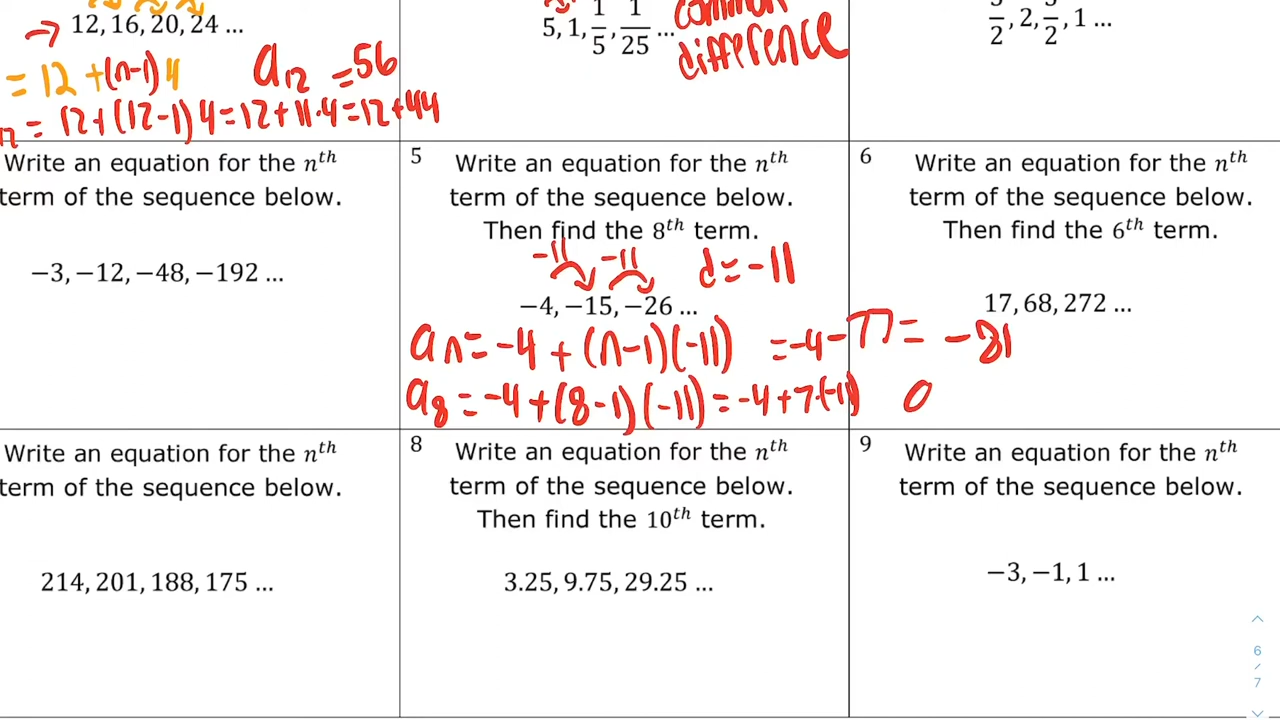 12, 16, 20, 24 ...
= 12 + (n-1) 4
a12 = 56
12 = 12 + (12-1) 4 = 12 + 11·4 = 12 + 44
5, 1, 1/5, 1/25 ...
common
difference
/2, 2, /2, 1 ...
Write an equation for the nth
term of the sequence below.
−3, −12, −48, −192 ...
5
Write an equation for the nth
term of the sequence below.
Then find the 8th term.
-11 -11
d = -11
−4, −15, −26 ...
an = -4 + (n-1)(-11) = -4 - 77 = -81
a8 = -4 + (8-1)(-11) = -4 + 7·(-11)
6
Write an equation for the nth
term of the sequence below.
Then find the 6th term.
17, 68, 272 ...
Write an equation for the nth
term of the sequence below.
214, 201, 188, 175 ...
8
Write an equation for the nth
term of the sequence below.
Then find the 10th term.
3.25, 9.75, 29.25 ...
9
Write an equation for the nth
term of the sequence below.
−3, −1, 1 ...
6
/
7